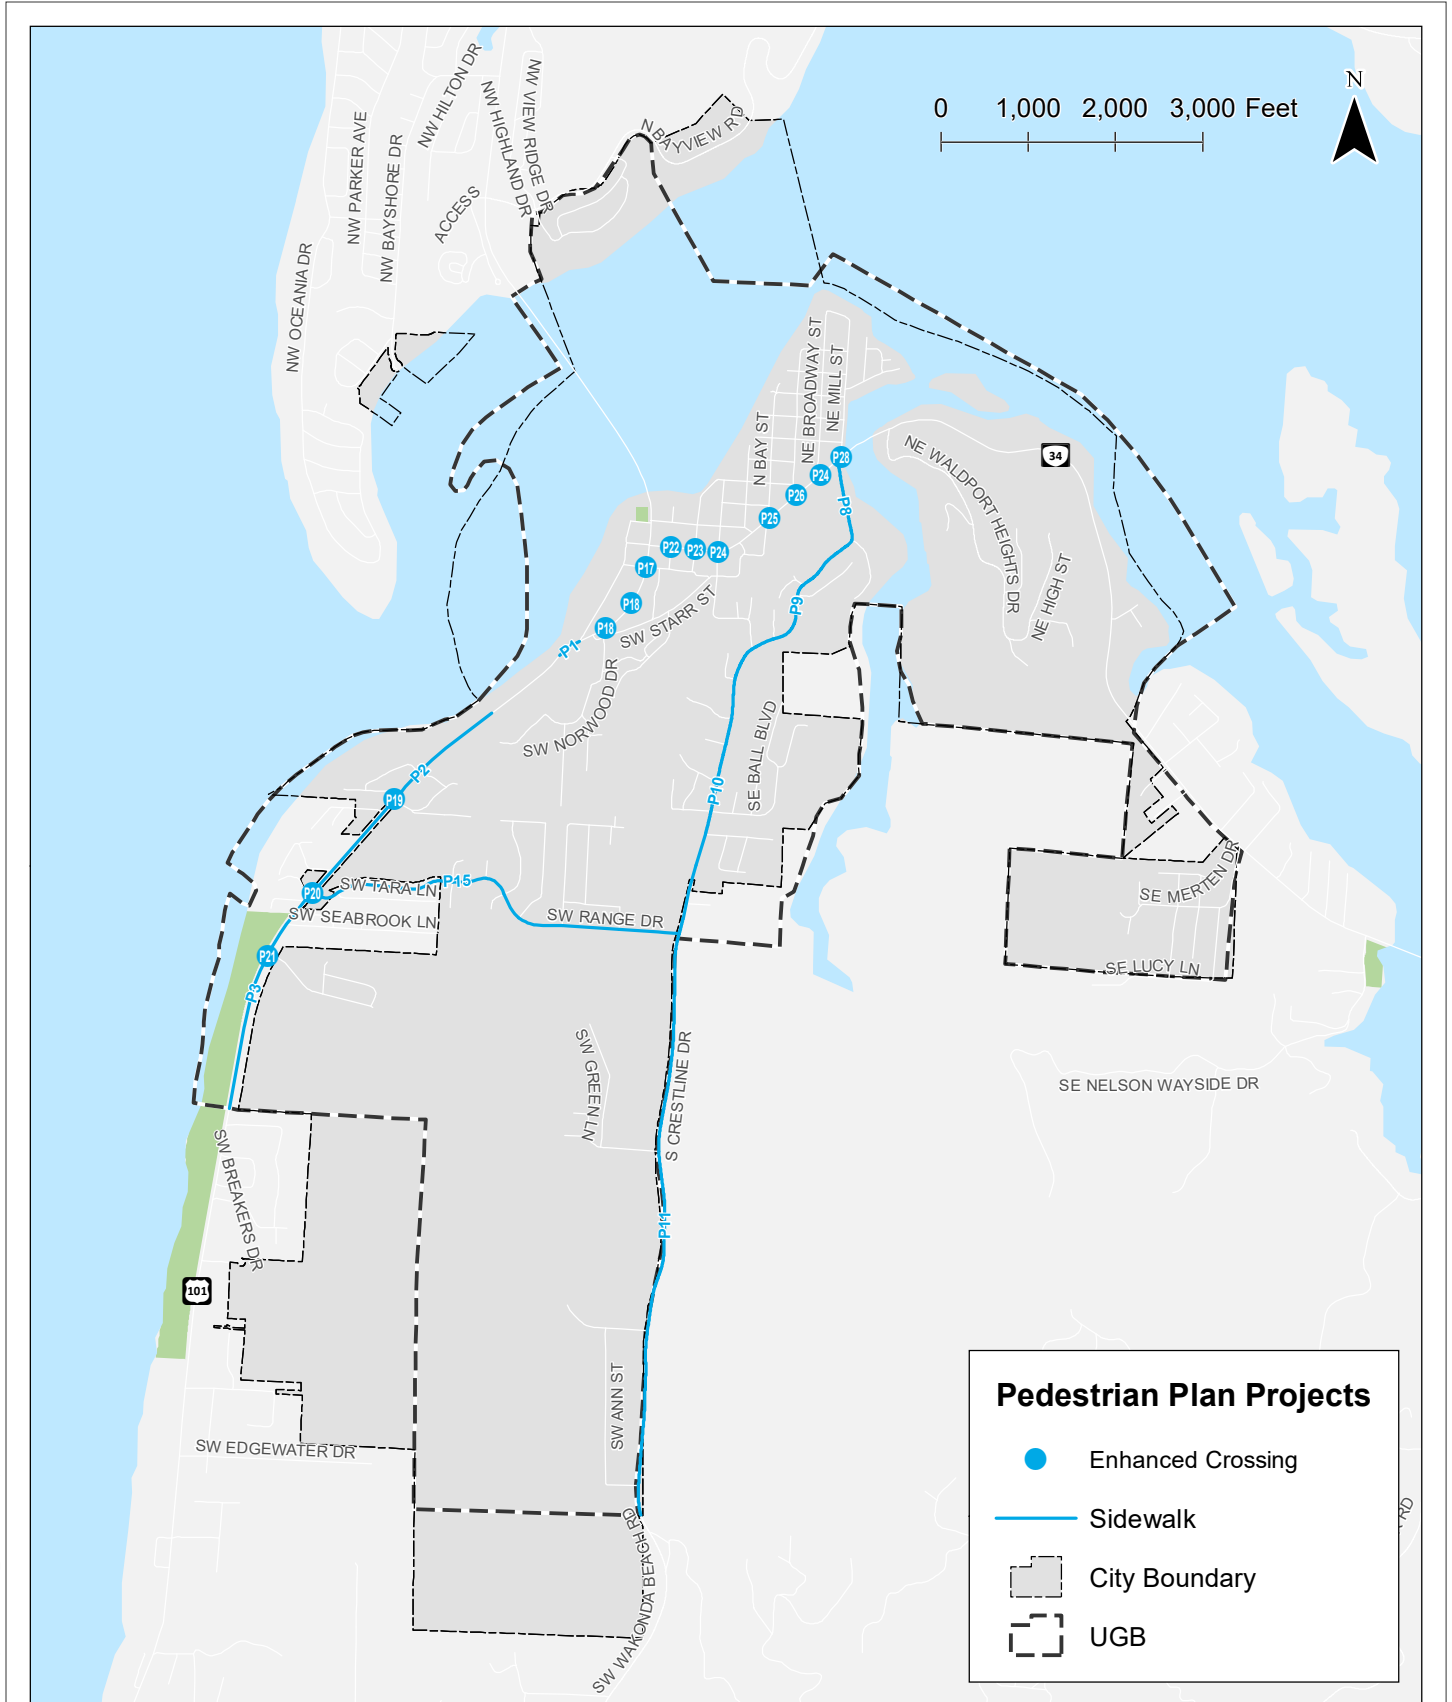 NW HILTON DR
NW VIEW RIDGE DR
NW HIGHLAND DR
NW PARKER AVE
NW BAYSHORE DR
ACCESS
NW OCEANIA DR
N BAYVIEW RD
0 1,000 2,000 3,000 Feet
N
NE BROADWAY ST
NE MILL ST
N BAY ST
34
NE WALDPORT HEIGHTS DR
NE HIGH ST
P28
P24
P26
P8
P25
P22
P23
P24
P17
P18
P18
P9
SW STARR ST
P1
SW NORWOOD DR
SE BALL BLVD
P2
P10
P19
P20
SW TARA LN
P15
SW SEABROOK LN
SW RANGE DR
P21
P3
SE MERTEN DR
SE LUCY LN
SE NELSON WAYSIDE DR
SW GREEN LN
S CRESTLINE DR
SW BREAKERS DR
P11
101
SW ANN ST
SW EDGEWATER DR
SW WAKONDA BEACH RD
RD
Pedestrian Plan Projects
Enhanced Crossing
Sidewalk
City Boundary
UGB